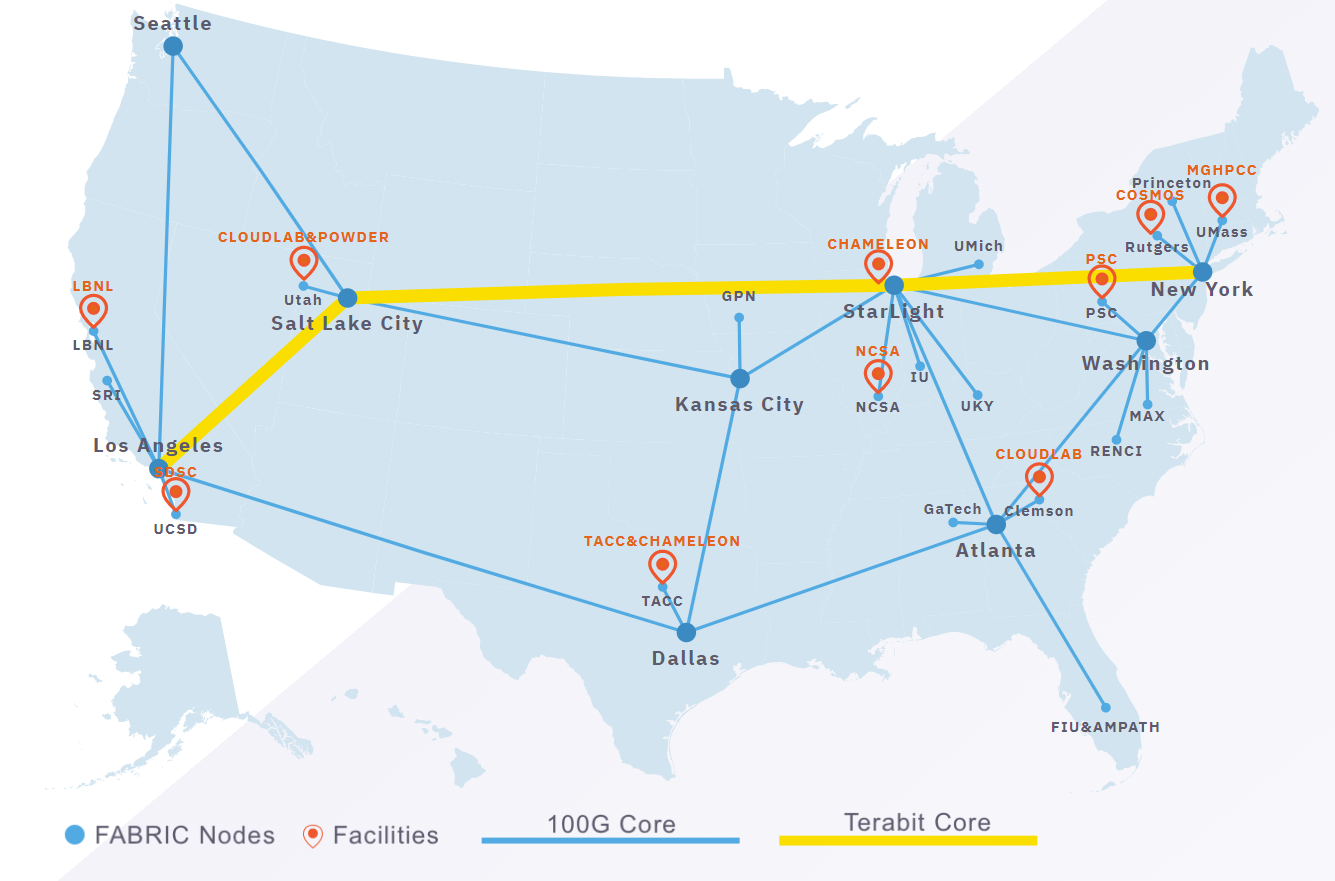 Seattle
MGHPCC
Princeton
COSMOS
UMass
CLOUDLAB&POWDER
CHAMELEON
UMich
Rutgers
PSC
LBNL
Utah
GPN
New York
StarLight
PSC
Salt Lake City
LBNL
NCSA
Washington
IU
SRI
Kansas City
NCSA
UKY
MAX
Los Angeles
RENCI
CLOUDLAB
SDSC
GaTech
Clemson
UCSD
TACC&CHAMELEON
Atlanta
TACC
Dallas
FIU&AMPATH
FABRIC Nodes
Facilities
100G Core
Terabit Core